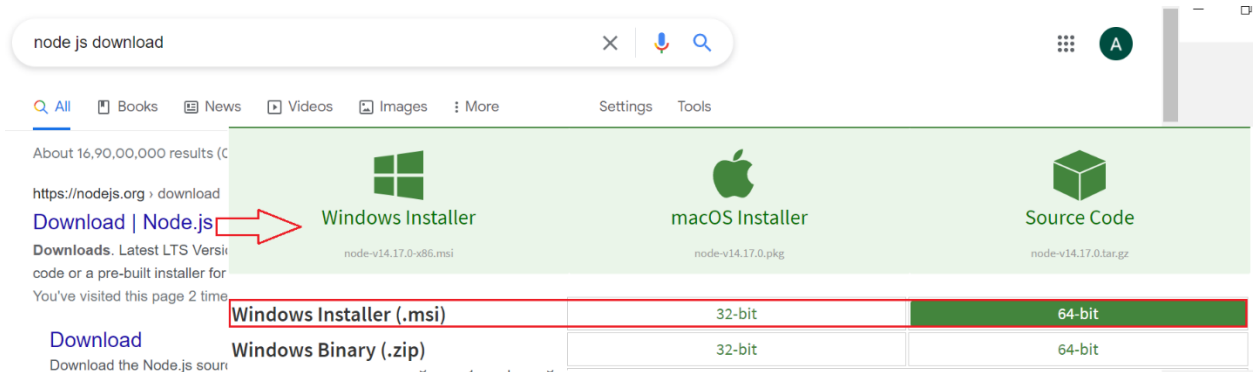 node js download
A
All Books News Videos Images More Settings Tools
About 16,90,00,000 results (
https://nodejs.org › download
Download | Node.js
Downloads. Latest LTS Versi
code or a pre-built installer for
You've visited this page 2 time
Download
Download the Node.js sour
Windows Installer
node-v14.17.0-x86.msi
macOS Installer
node-v14.17.0.pkg
Source Code
node-v14.17.0.tar.gz
Windows Installer (.msi) 32-bit 64-bit
Windows Binary (.zip) 32-bit 64-bit